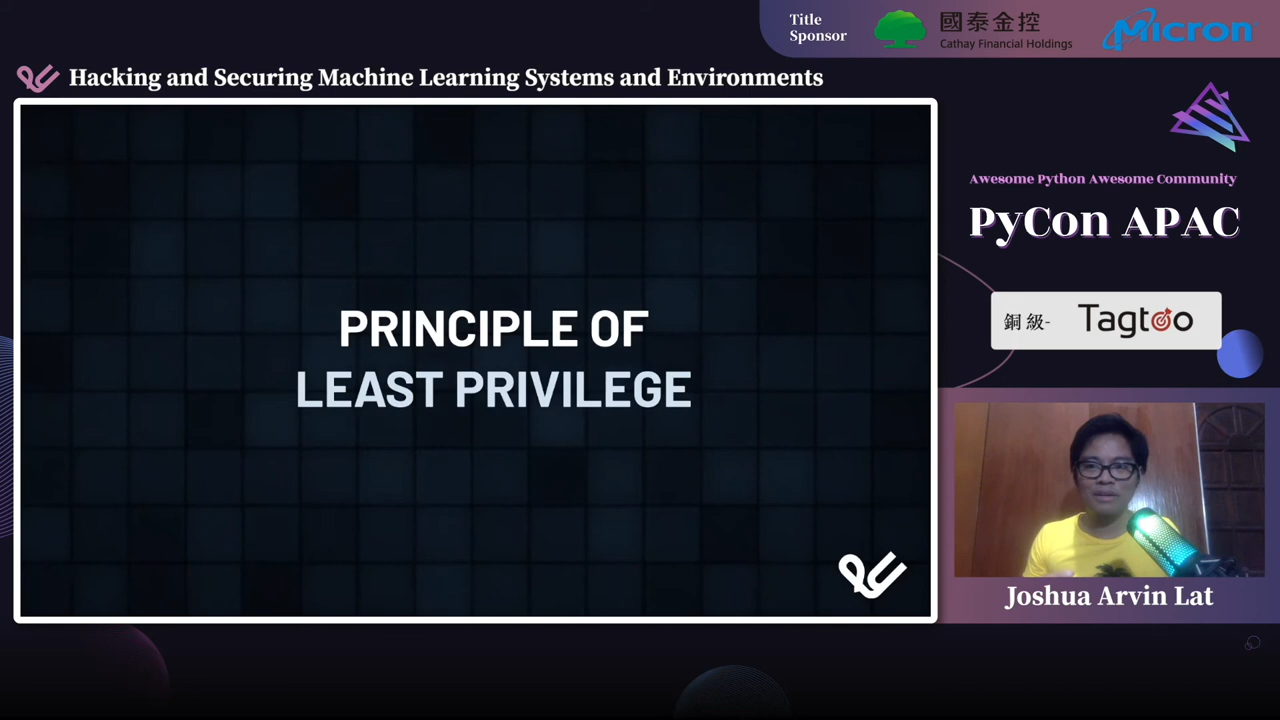 Title
Sponsor
國泰金控
Cathay Financial Holdings
Micron
Hacking and Securing Machine Learning Systems and Environments
PRINCIPLE OF
LEAST PRIVILEGE
Awesome Python Awesome Community
PyCon APAC
銅級-
Tagtoo
Joshua Arvin Lat